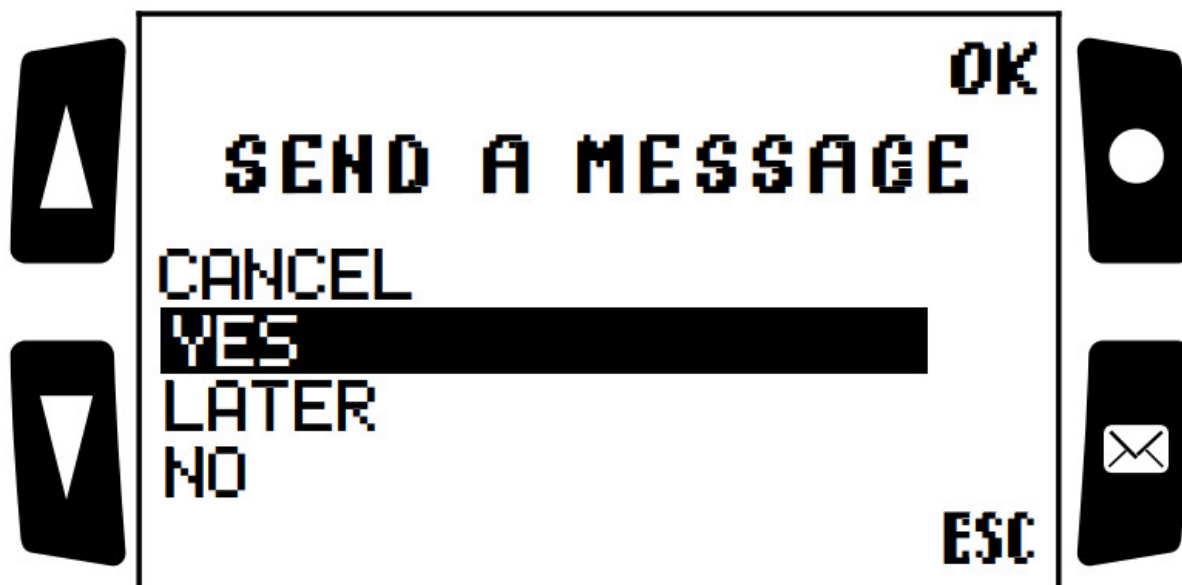 OK
SEND A MESSAGE
CANCEL
YES
LATER
NO
ESC